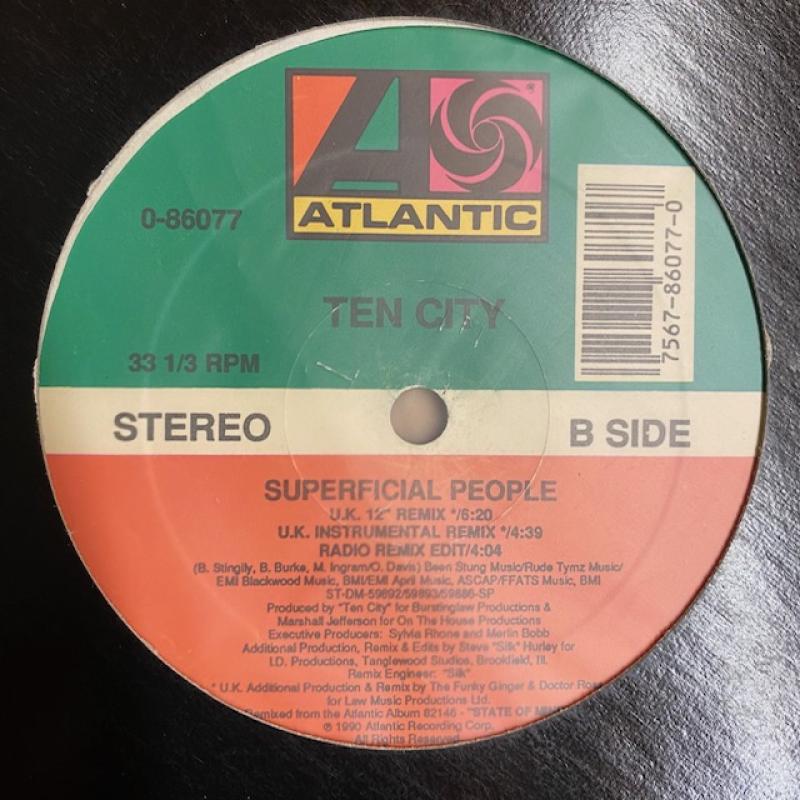 ATLANTIC
0-86077
7567-86077-0
TEN CITY
33 1/3 RPM
STEREO
B SIDE
SUPERFICIAL PEOPLE
U.K. 12" REMIX */6:20
U.K. INSTRUMENTAL REMIX */4:39
RADIO REMIX EDIT/4:04
(B. Stingily, B. Burke, M. Ingram/O. Davis) Been Stung Music/Rude Tymz Music/
EMI Blackwood Music, BMI/EMI April Music, ASCAP/FFATS Music, BMI
ST-DM-59892/59893/59886-SP
Produced by "Ten City" for Burstinglaw Productions &
Marshall Jefferson for On The House Productions
Executive Producers: Sylvia Rhone and Merlin Bobb
Additional Production, Remix & Edits by Steve "Silk" Hurley for
I.D. Productions, Tanglewood Studios, Brookfield, Ill.
Remix Engineer: "Silk"
* U.K. Additional Production & Remix by The Funky Ginger & Doctor
for Law Music Productions Ltd.
Remixed from the Atlantic Album 82146 - "STATE OF
℗ 1990 Atlantic Recording Corp.
All Rights Reserved